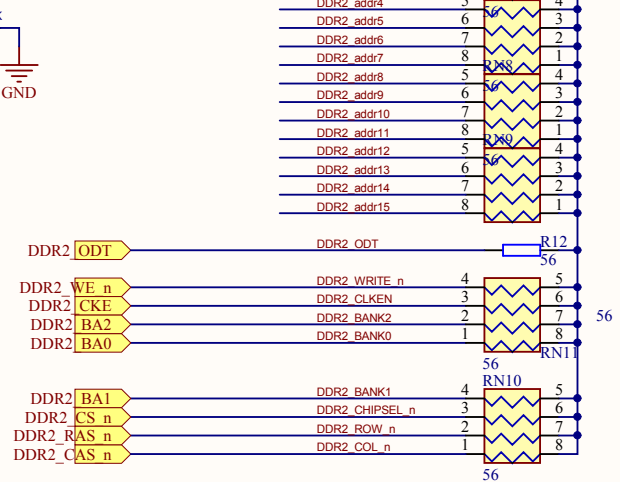 DDR2_addr4 5 4
56
DDR2_addr5 6 3
DDR2_addr6 7 2
DDR2_addr7 8 1
GND
RN8
DDR2_addr8 5 4
56
DDR2_addr9 6 3
DDR2_addr10 7 2
DDR2_addr11 8 1
RN9
DDR2_addr12 5 4
56
DDR2_addr13 6 3
DDR2_addr14 7 2
DDR2_addr15 8 1
DDR2_ODT DDR2_ODT R12
56
DDR2_WE_n DDR2_WRITE_n 4 5
DDR2_CKE DDR2_CLKEN 3 6
DDR2_BA2 DDR2_BANK2 2 7 56
DDR2_BA0 DDR2_BANK0 1 8
RN11
56
RN10
DDR2_BA1 DDR2_BANK1 4 5
DDR2_CS_n DDR2_CHIPSEL_n 3 6
DDR2_RAS_n DDR2_ROW_n 2 7
DDR2_CAS_n DDR2_COL_n 1 8
56